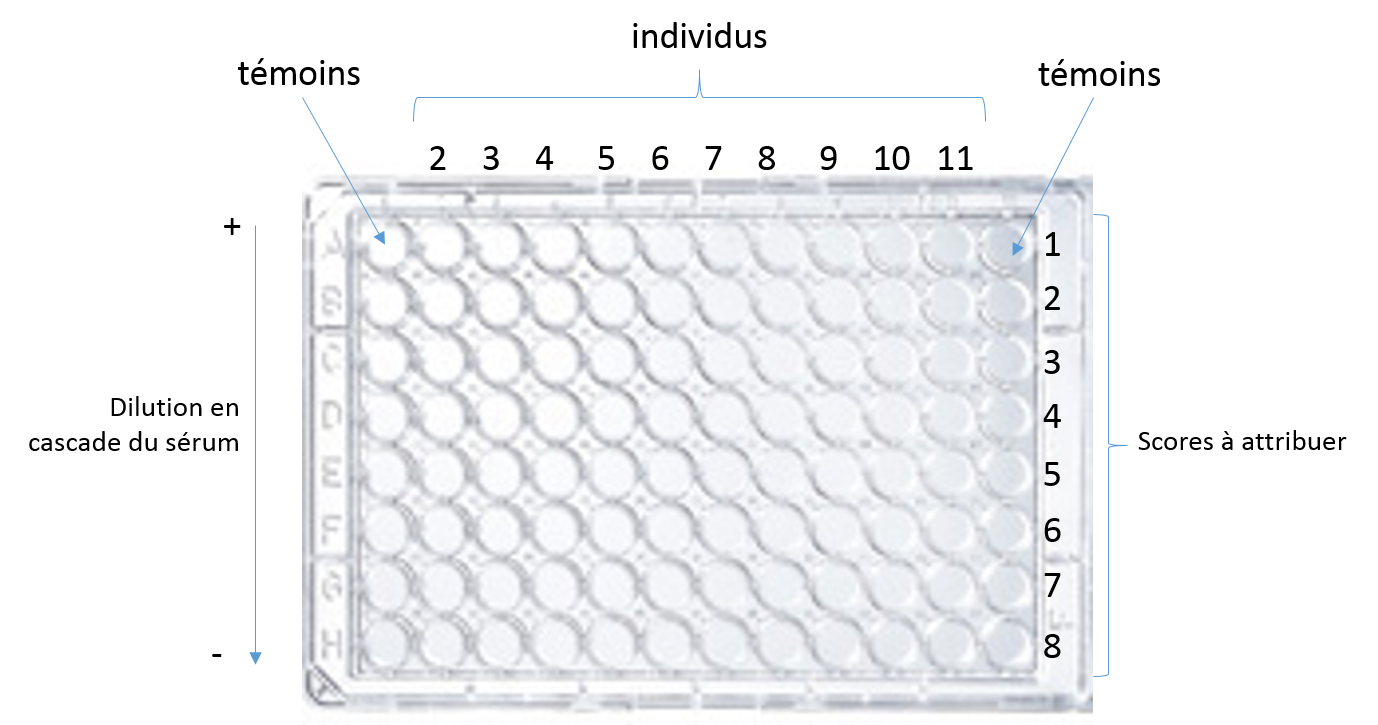 individus
témoins
témoins
2 3 4 5 6 7 8 9 10 11
+
A
1
B
2
C
3
D
4
Dilution en
cascade du sérum
Scores à attribuer
E
5
F
6
G
7
H
8
-